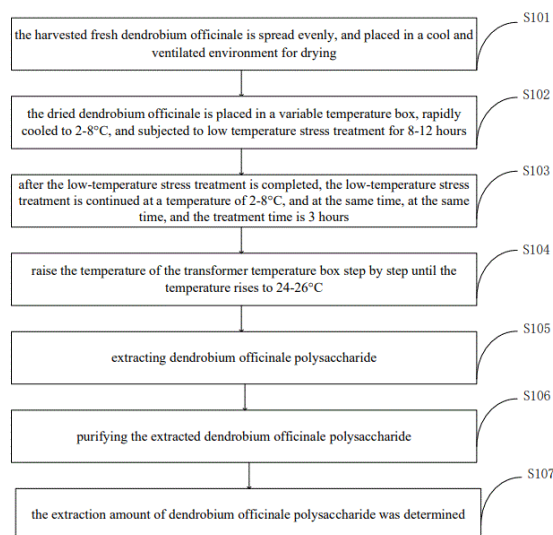 S101
the harvested fresh dendrobium officinale is spread evenly, and placed in a cool and
ventilated environment for drying
S102
the dried dendrobium officinale is placed in a variable temperature box, rapidly
cooled to 2-8°C, and subjected to low temperature stress treatment for 8-12 hours
S103
after the low-temperature stress treatment is completed, the low-temperature stress
treatment is continued at a temperature of 2-8°C, and at the same time, at the same
time, and the treatment time is 3 hours
S104
raise the temperature of the transformer temperature box step by step until the
temperature rises to 24-26°C
S105
extracting dendrobium officinale polysaccharide
S106
purifying the extracted dendrobium officinale polysaccharide
S107
the extraction amount of dendrobium officinale polysaccharide was determined